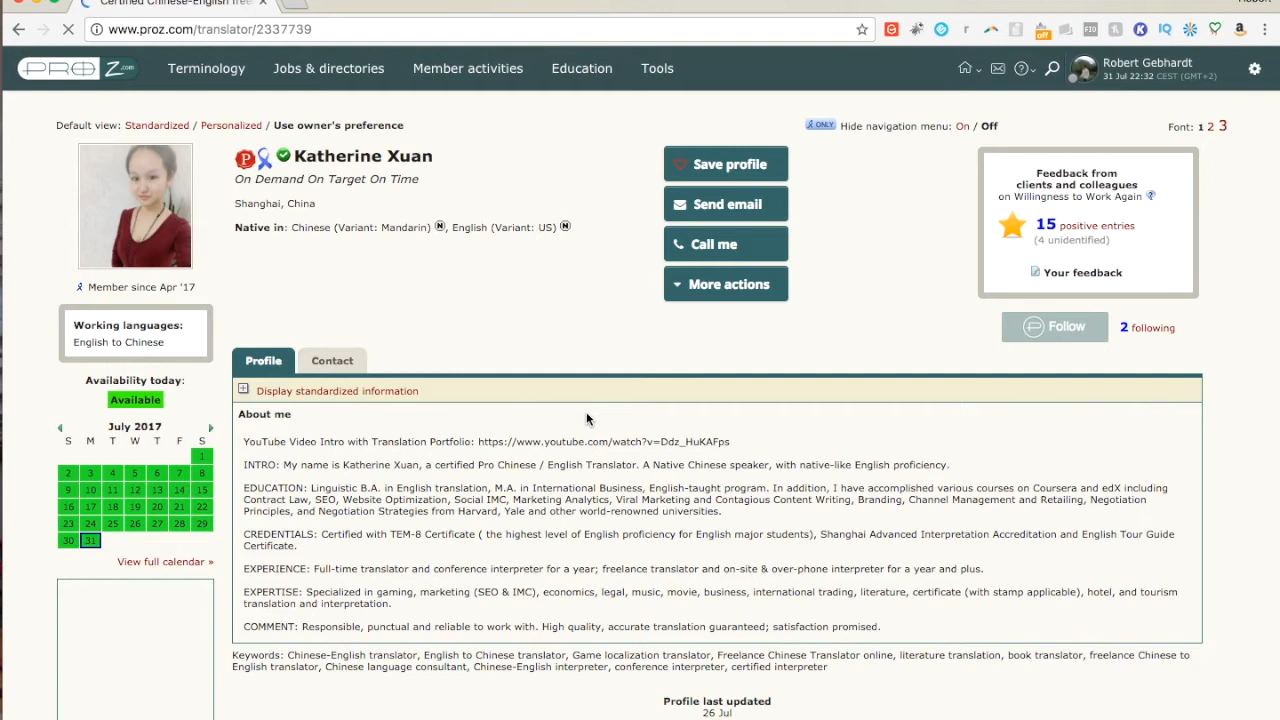 Certified Chinese-English free
www.proz.com/translator/2337739
off
FIO
IQ
PROZ.com
Terminology
Jobs & directories
Member activities
Education
Tools
Robert Gebhardt
31 Jul 22:32 CEST (GMT+2)
Default view: Standardized / Personalized / Use owner's preference
ONLY Hide navigation menu: On / Off
Font: 1 2 3
P Katherine Xuan
On Demand On Target On Time
Shanghai, China
Native in: Chinese (Variant: Mandarin) N, English (Variant: US) N
Save profile
Send email
Call me
More actions
Feedback from
clients and colleagues
on Willingness to Work Again ?
15 positive entries
(4 unidentified)
Your feedback
Follow
2 following
Member since Apr '17
Working languages:
English to Chinese
Availability today:
Available
July 2017
S M T W T F S
1
2 3 4 5 6 7 8
9 10 11 12 13 14 15
16 17 18 19 20 21 22
23 24 25 26 27 28 29
30 31
View full calendar »
Profile
Contact
Display standardized information
About me
YouTube Video Intro with Translation Portfolio: https://www.youtube.com/watch?v=Ddz_HuKAFps
INTRO: My name is Katherine Xuan, a certified Pro Chinese / English Translator. A Native Chinese speaker, with native-like English proficiency.
EDUCATION: Linguistic B.A. in English translation, M.A. in International Business, English-taught program. In addition, I have accomplished various courses on Coursera and edX including
Contract Law, SEO, Website Optimization, Social IMC, Marketing Analytics, Viral Marketing and Contagious Content Writing, Branding, Channel Management and Retailing, Negotiation
Principles, and Negotiation Strategies from Harvard, Yale and other world-renowned universities.
CREDENTIALS: Certified with TEM-8 Certificate ( the highest level of English proficiency for English major students), Shanghai Advanced Interpretation Accreditation and English Tour Guide
Certificate.
EXPERIENCE: Full-time translator and conference interpreter for a year; freelance translator and on-site & over-phone interpreter for a year and plus.
EXPERTISE: Specialized in gaming, marketing (SEO & IMC), economics, legal, music, movie, business, international trading, literature, certificate (with stamp applicable), hotel, and tourism
translation and interpretation.
COMMENT: Responsible, punctual and reliable to work with. High quality, accurate translation guaranteed; satisfaction promised.
Keywords: Chinese-English translator, English to Chinese translator, Game localization translator, Freelance Chinese Translator online, literature translation, book translator, freelance Chinese to
English translator, Chinese language consultant, Chinese-English interpreter, conference interpreter, certified interpreter
Profile last updated
26 Jul